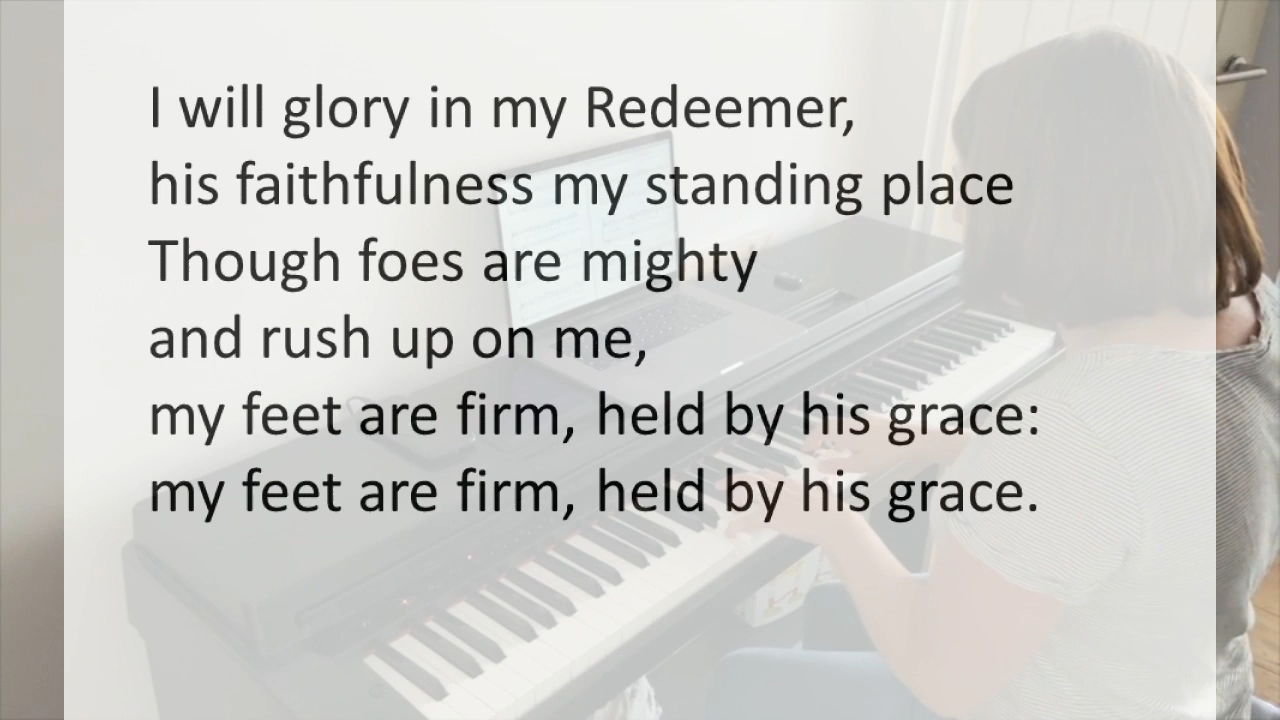 I will glory in my Redeemer,
his faithfulness my standing place
Though foes are mighty
and rush up on me,
my feet are firm, held by his grace:
my feet are firm, held by his grace.